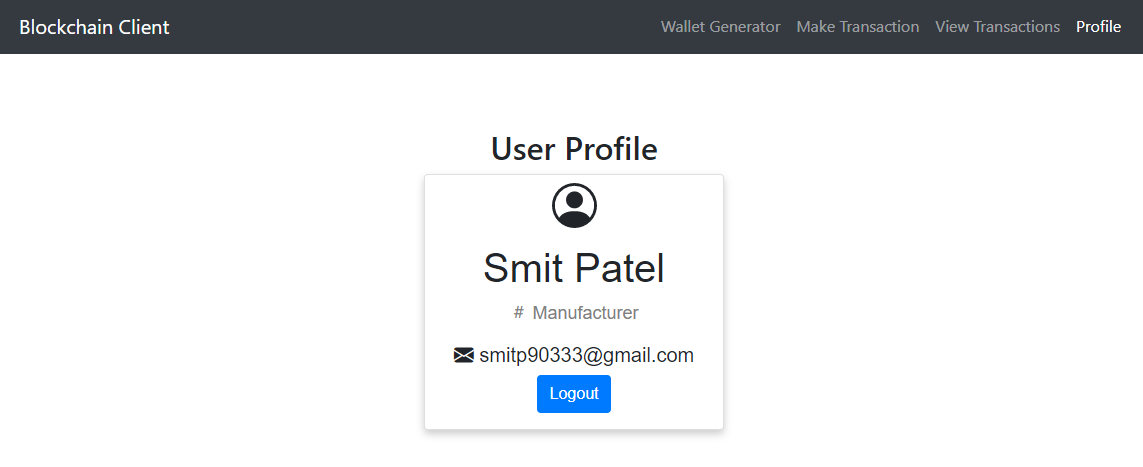 Blockchain Client Wallet Generator Make Transaction View Transactions Profile
User Profile
Smit Patel
# Manufacturer
smitp90333@gmail.com
Logout